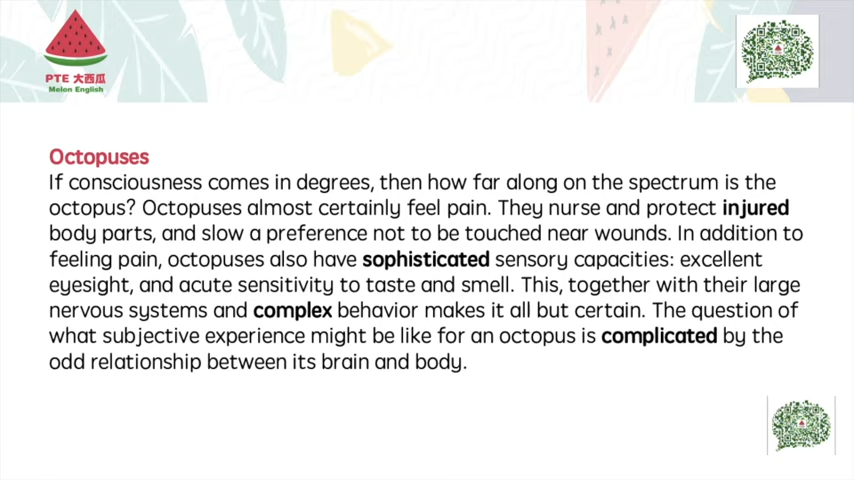 PTE 大西瓜
Melon English
Octopuses
If consciousness comes in degrees, then how far along on the spectrum is the
octopus? Octopuses almost certainly feel pain. They nurse and protect injured
body parts, and slow a preference not to be touched near wounds. In addition to
feeling pain, octopuses also have sophisticated sensory capacities: excellent
eyesight, and acute sensitivity to taste and smell. This, together with their large
nervous systems and complex behavior makes it all but certain. The question of
what subjective experience might be like for an octopus is complicated by the
odd relationship between its brain and body.